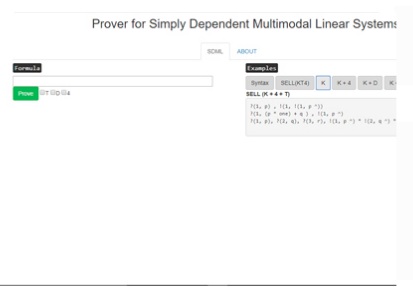 Prover for Simply Dependent Multimodal Linear Systems
SDML ABOUT
Formula
Prove T D 4
Examples
Syntax SELL(KT4) K K + 4 K + D K
SELL (K + 4 + T)
?(1, p) , !(1, !(1, p ^))
?(1, (p * one) + q ) , !(1, p ^)
?(1, p), ?(2, q), ?(3, r), !(1, p ^) * !(2, q ^) *